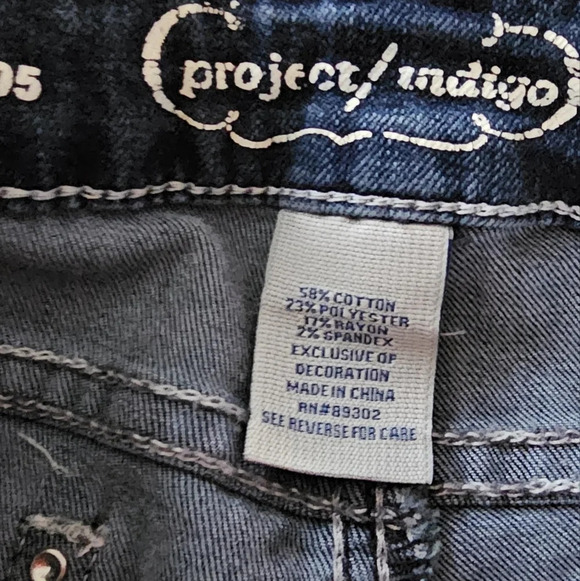 05
project/ indigo
58% COTTON
23% POLYESTER
17% RAYON
2% SPANDEX
EXCLUSIVE OF
DECORATION
MADE IN CHINA
RN#89302
SEE REVERSE FOR CARE